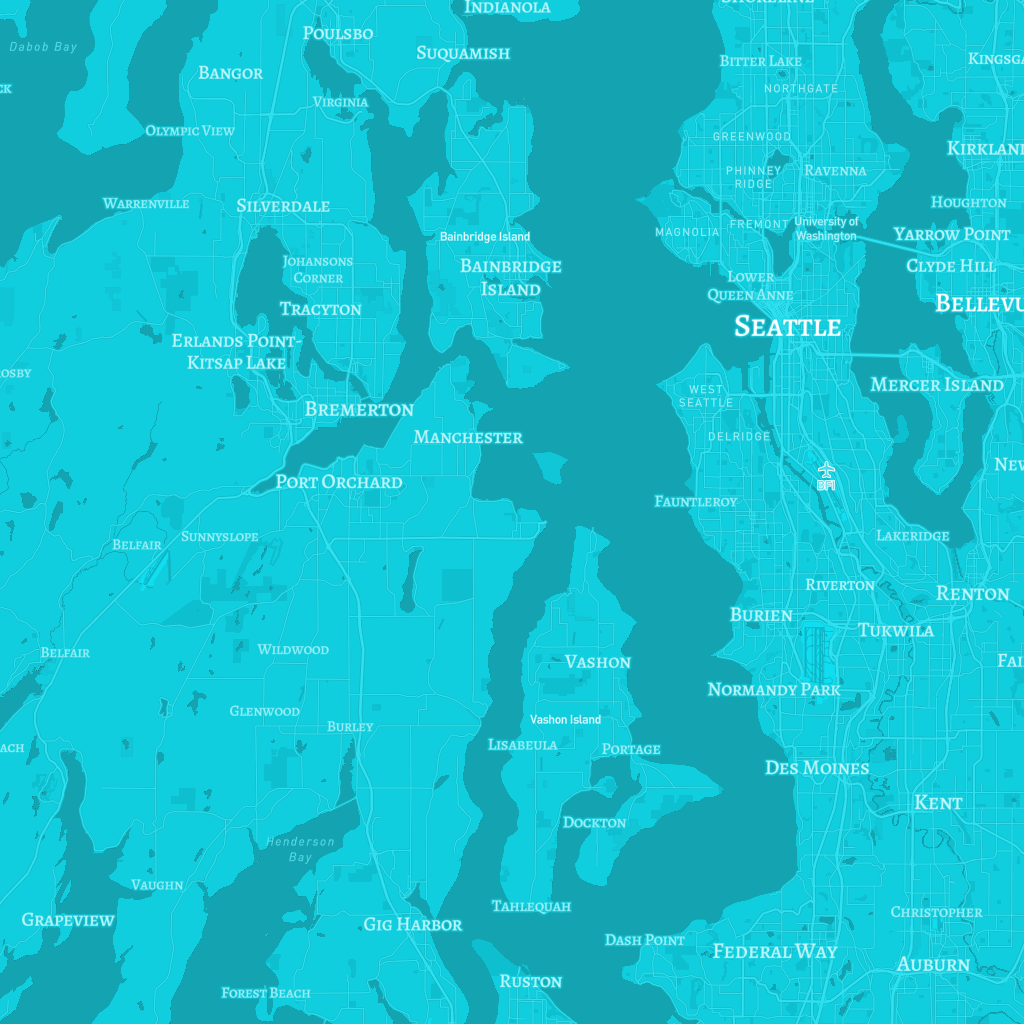 Indianola
Poulsbo
Suquamish
Dabob Bay
Bangor
Bitter Lake
Northgate
Virginia
Olympic View
Greenwood
Phinney
Ridge
Ravenna
Warrenville
Silverdale
Houghton
Magnolia
Fremont
University of
Washington
Yarrow Point
Bainbridge Island
Johansons
Corner
Bainbridge
Island
Clyde Hill
Lower
Queen Anne
Tracyton
Seattle
Erlands Point-
Kitsap Lake
Mercer Island
West
Seattle
Bremerton
Manchester
Delridge
BFI
Port Orchard
Fauntleroy
Belfair
Sunnyslope
Lakeridge
Riverton
Renton
Burien
Tukwila
Belfair
Wildwood
Vashon
Normandy Park
Glenwood
Burley
Vashon Island
Lisabeula
Portage
Des Moines
Kent
Dockton
Henderson
Bay
Vaughn
Tahlequah
Christopher
Grapeview
Gig Harbor
Dash Point
Federal Way
Auburn
Ruston
Forest Beach